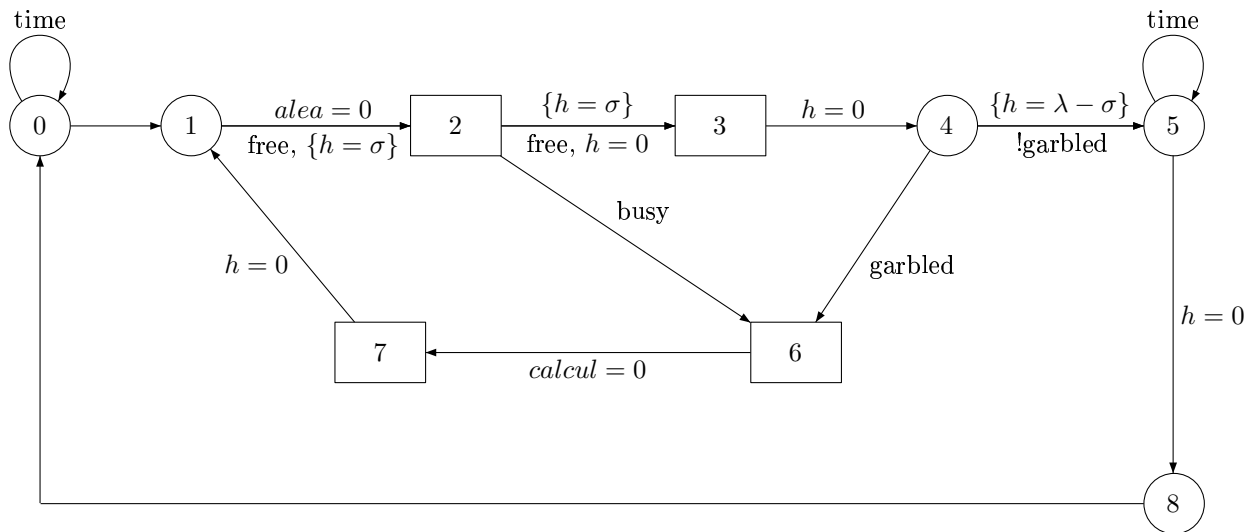 time
time
0
1
alea = 0
free, {h = σ}
2
{h = σ}
free, h = 0
3
h = 0
4
{h = λ − σ}
!garbled
5
busy
h = 0
garbled
h = 0
7
calcul = 0
6
8